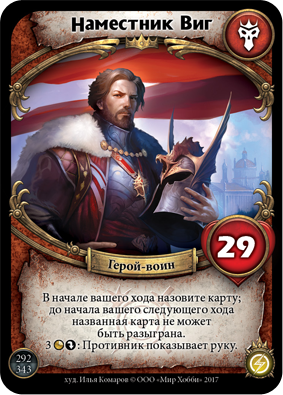 Наместник Виг
29
Герой-воин
В начале вашего хода назовите карту;
до начала вашего следующего хода
названная карта не может
быть разыграна.
3 : Противник показывает руку.
292
343
худ. Илья Комаров © ООО «Мир Хобби» 2017